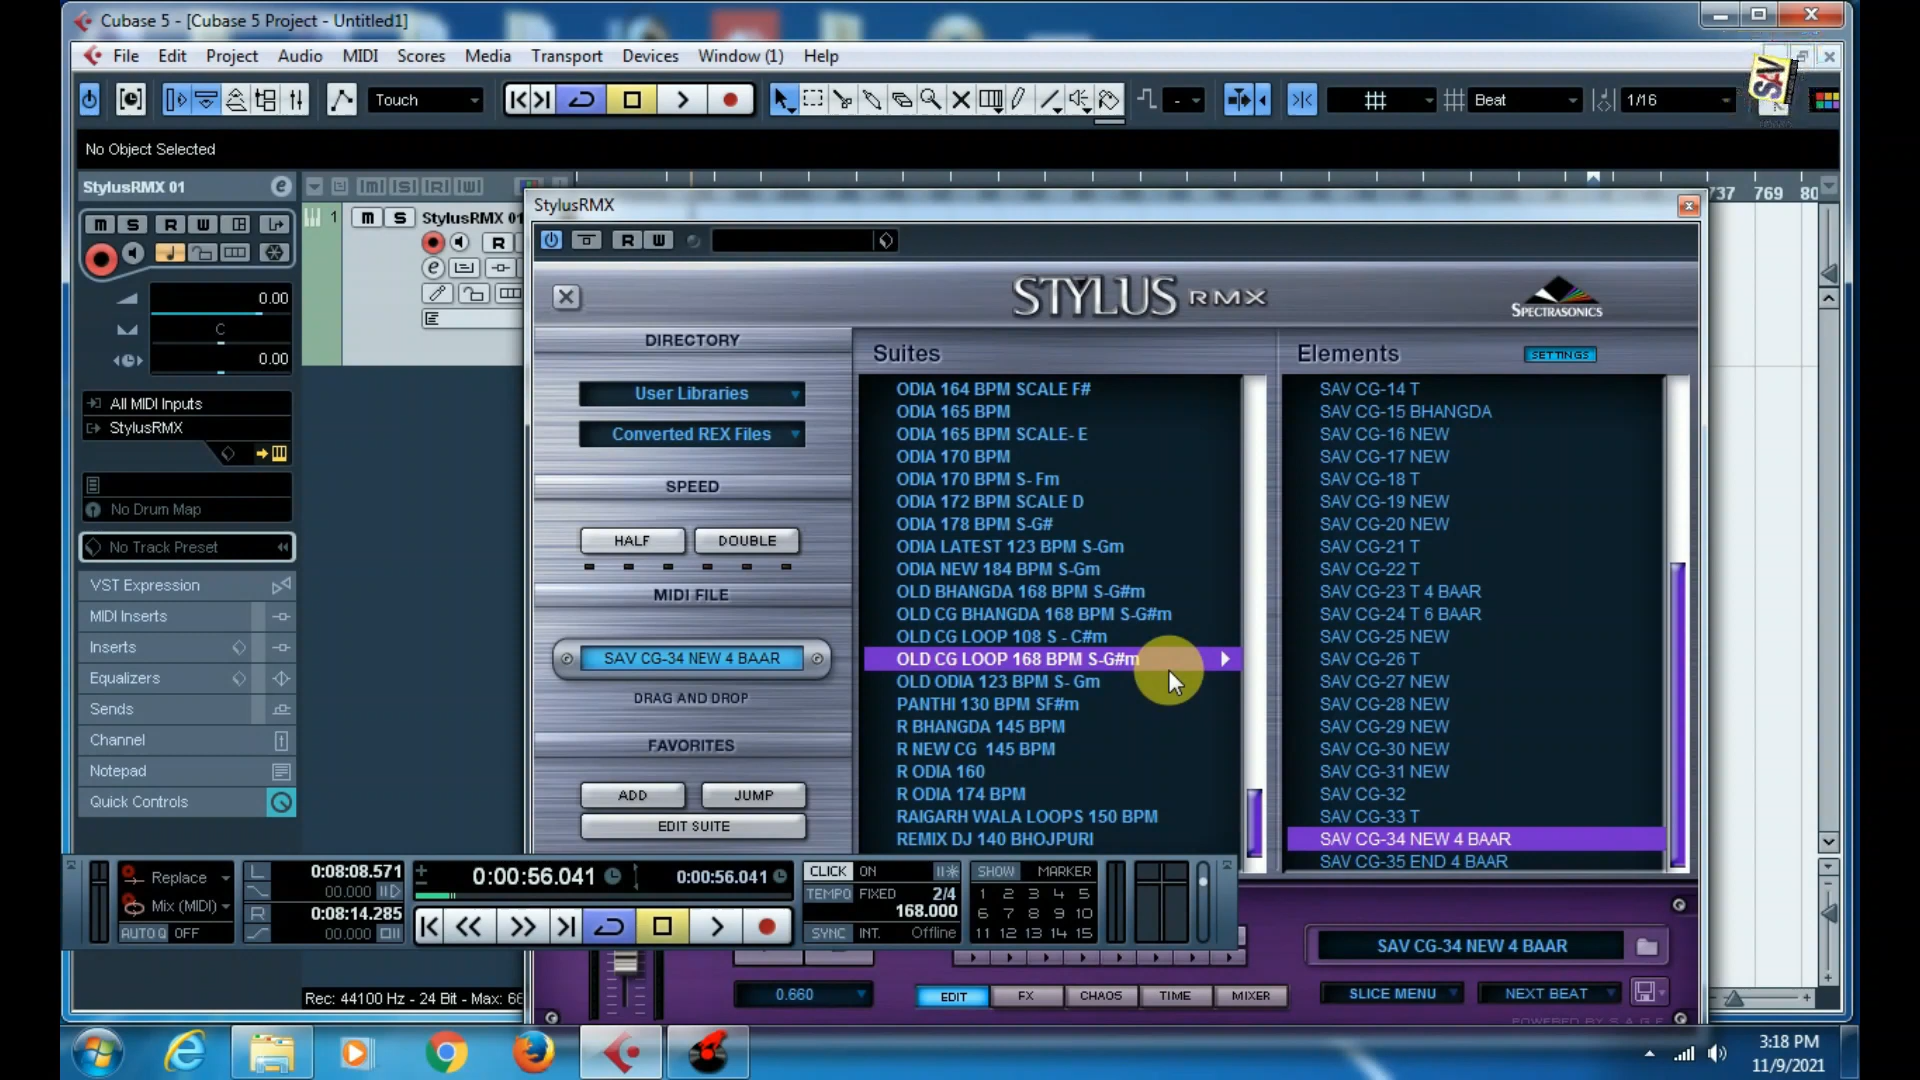 Cubase 5 - [Cubase 5 Project - Untitled1]
File Edit Project Audio MIDI Scores Media Transport Devices Window (1) Help
Touch
Beat
1/16
SAV
No Object Selected
StylusRMX 01
M S R W
0.00
C
0.00
All MIDI Inputs
StylusRMX
No Drum Map
No Track Preset
VST Expression
MIDI Inserts
Inserts
Equalizers
Sends
Channel
Notepad
Quick Controls
1 M S StylusRMX 01
R
737 769 80
StylusRMX
R W
STYLUS RMX
SPECTRASONICS
DIRECTORY
User Libraries
Converted REX Files
SPEED
HALF DOUBLE
MIDI FILE
SAV CG-34 NEW 4 BAAR
DRAG AND DROP
FAVORITES
ADD JUMP
EDIT SUITE
Suites
ODIA 164 BPM SCALE F#
ODIA 165 BPM
ODIA 165 BPM SCALE- E
ODIA 170 BPM
ODIA 170 BPM S- Fm
ODIA 172 BPM SCALE D
ODIA 178 BPM S-G#
ODIA LATEST 123 BPM S-Gm
ODIA NEW 184 BPM S-Gm
OLD BHANGDA 168 BPM S-G#m
OLD CG BHANGDA 168 BPM S-G#m
OLD CG LOOP 108 S - C#m
OLD CG LOOP 168 BPM S-G#m
OLD ODIA 123 BPM S- Gm
PANTHI 130 BPM SF#m
R BHANGDA 145 BPM
R NEW CG  145 BPM
R ODIA 160
R ODIA 174 BPM
RAIGARH WALA LOOPS 150 BPM
REMIX DJ 140 BHOJPURI
Elements
SETTINGS
SAV CG-14 T
SAV CG-15 BHANGDA
SAV CG-16 NEW
SAV CG-17 NEW
SAV CG-18 T
SAV CG-19 NEW
SAV CG-20 NEW
SAV CG-21 T
SAV CG-22 T
SAV CG-23 T 4 BAAR
SAV CG-24 T 6 BAAR
SAV CG-25 NEW
SAV CG-26 T
SAV CG-27 NEW
SAV CG-28 NEW
SAV CG-29 NEW
SAV CG-30 NEW
SAV CG-31 NEW
SAV CG-32
SAV CG-33 T
SAV CG-34 NEW 4 BAAR
SAV CG-35 END 4 BAAR
Replace
Mix (MIDI)
AUTO Q OFF
L 0:08:08.571
00.000
R 0:08:14.285
00.000
0:00:56.041
0:00:56.041
CLICK ON
TEMPO FIXED 2/4
168.000
SYNC INT. Offline
SHOW MARKER
1 2 3 4 5
6 7 8 9 10
11 12 13 14 15
SAV CG-34 NEW 4 BAAR
0.660
EDIT FX CHAOS TIME MIXER
SLICE MENU NEXT BEAT
POWERED BY S.A.G.E
Rec: 44100 Hz - 24 Bit - Max: 66
3:18 PM
11/9/2021